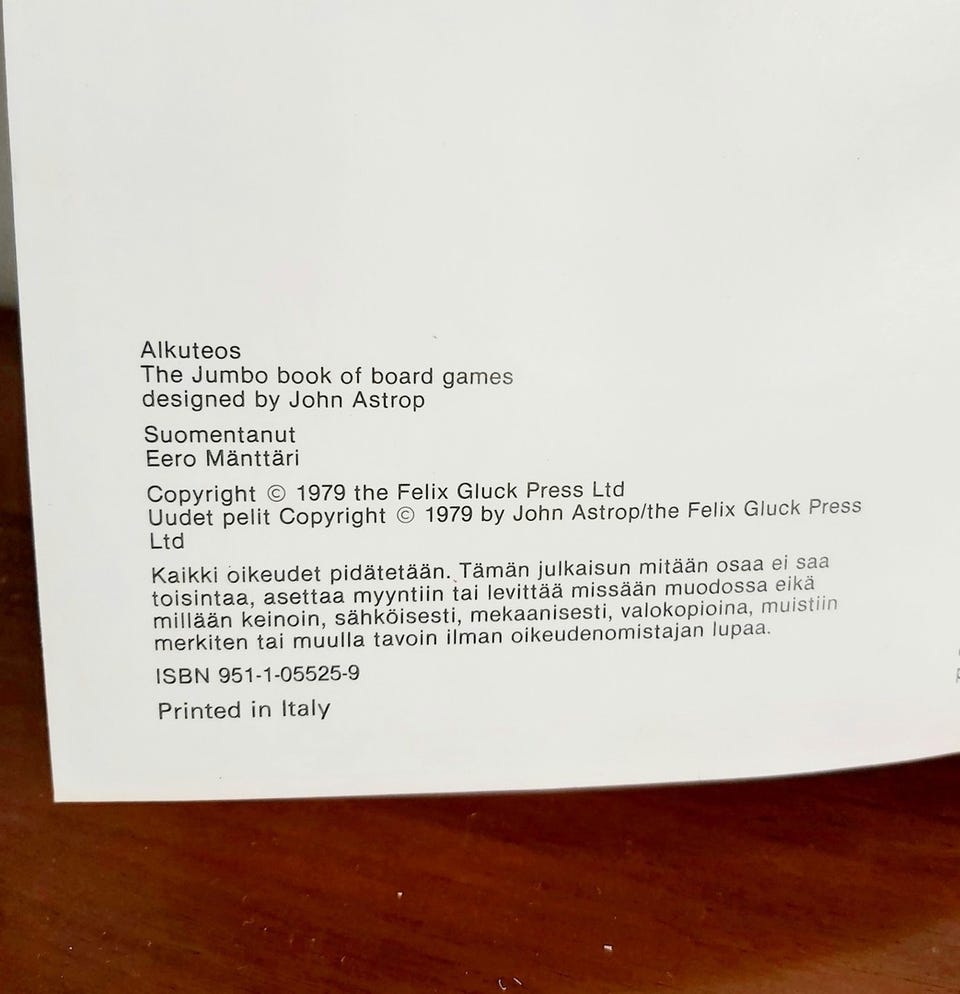 Alkuteos
The Jumbo book of board games
designed by John Astrop
Suomentanut
Eero Mänttäri
Copyright © 1979 the Felix Gluck Press Ltd
Uudet pelit Copyright © 1979 by John Astrop/the Felix Gluck Press
Ltd
Kaikki oikeudet pidätetään. Tämän julkaisun mitään osaa ei saa
toisintaa, asettaa myyntiin tai levittää missään muodossa eikä
millään keinoin, sähköisesti, mekaanisesti, valokopioina, muistiin
merkiten tai muulla tavoin ilman oikeudenomistajan lupaa.
ISBN 951-1-05525-9
Printed in Italy